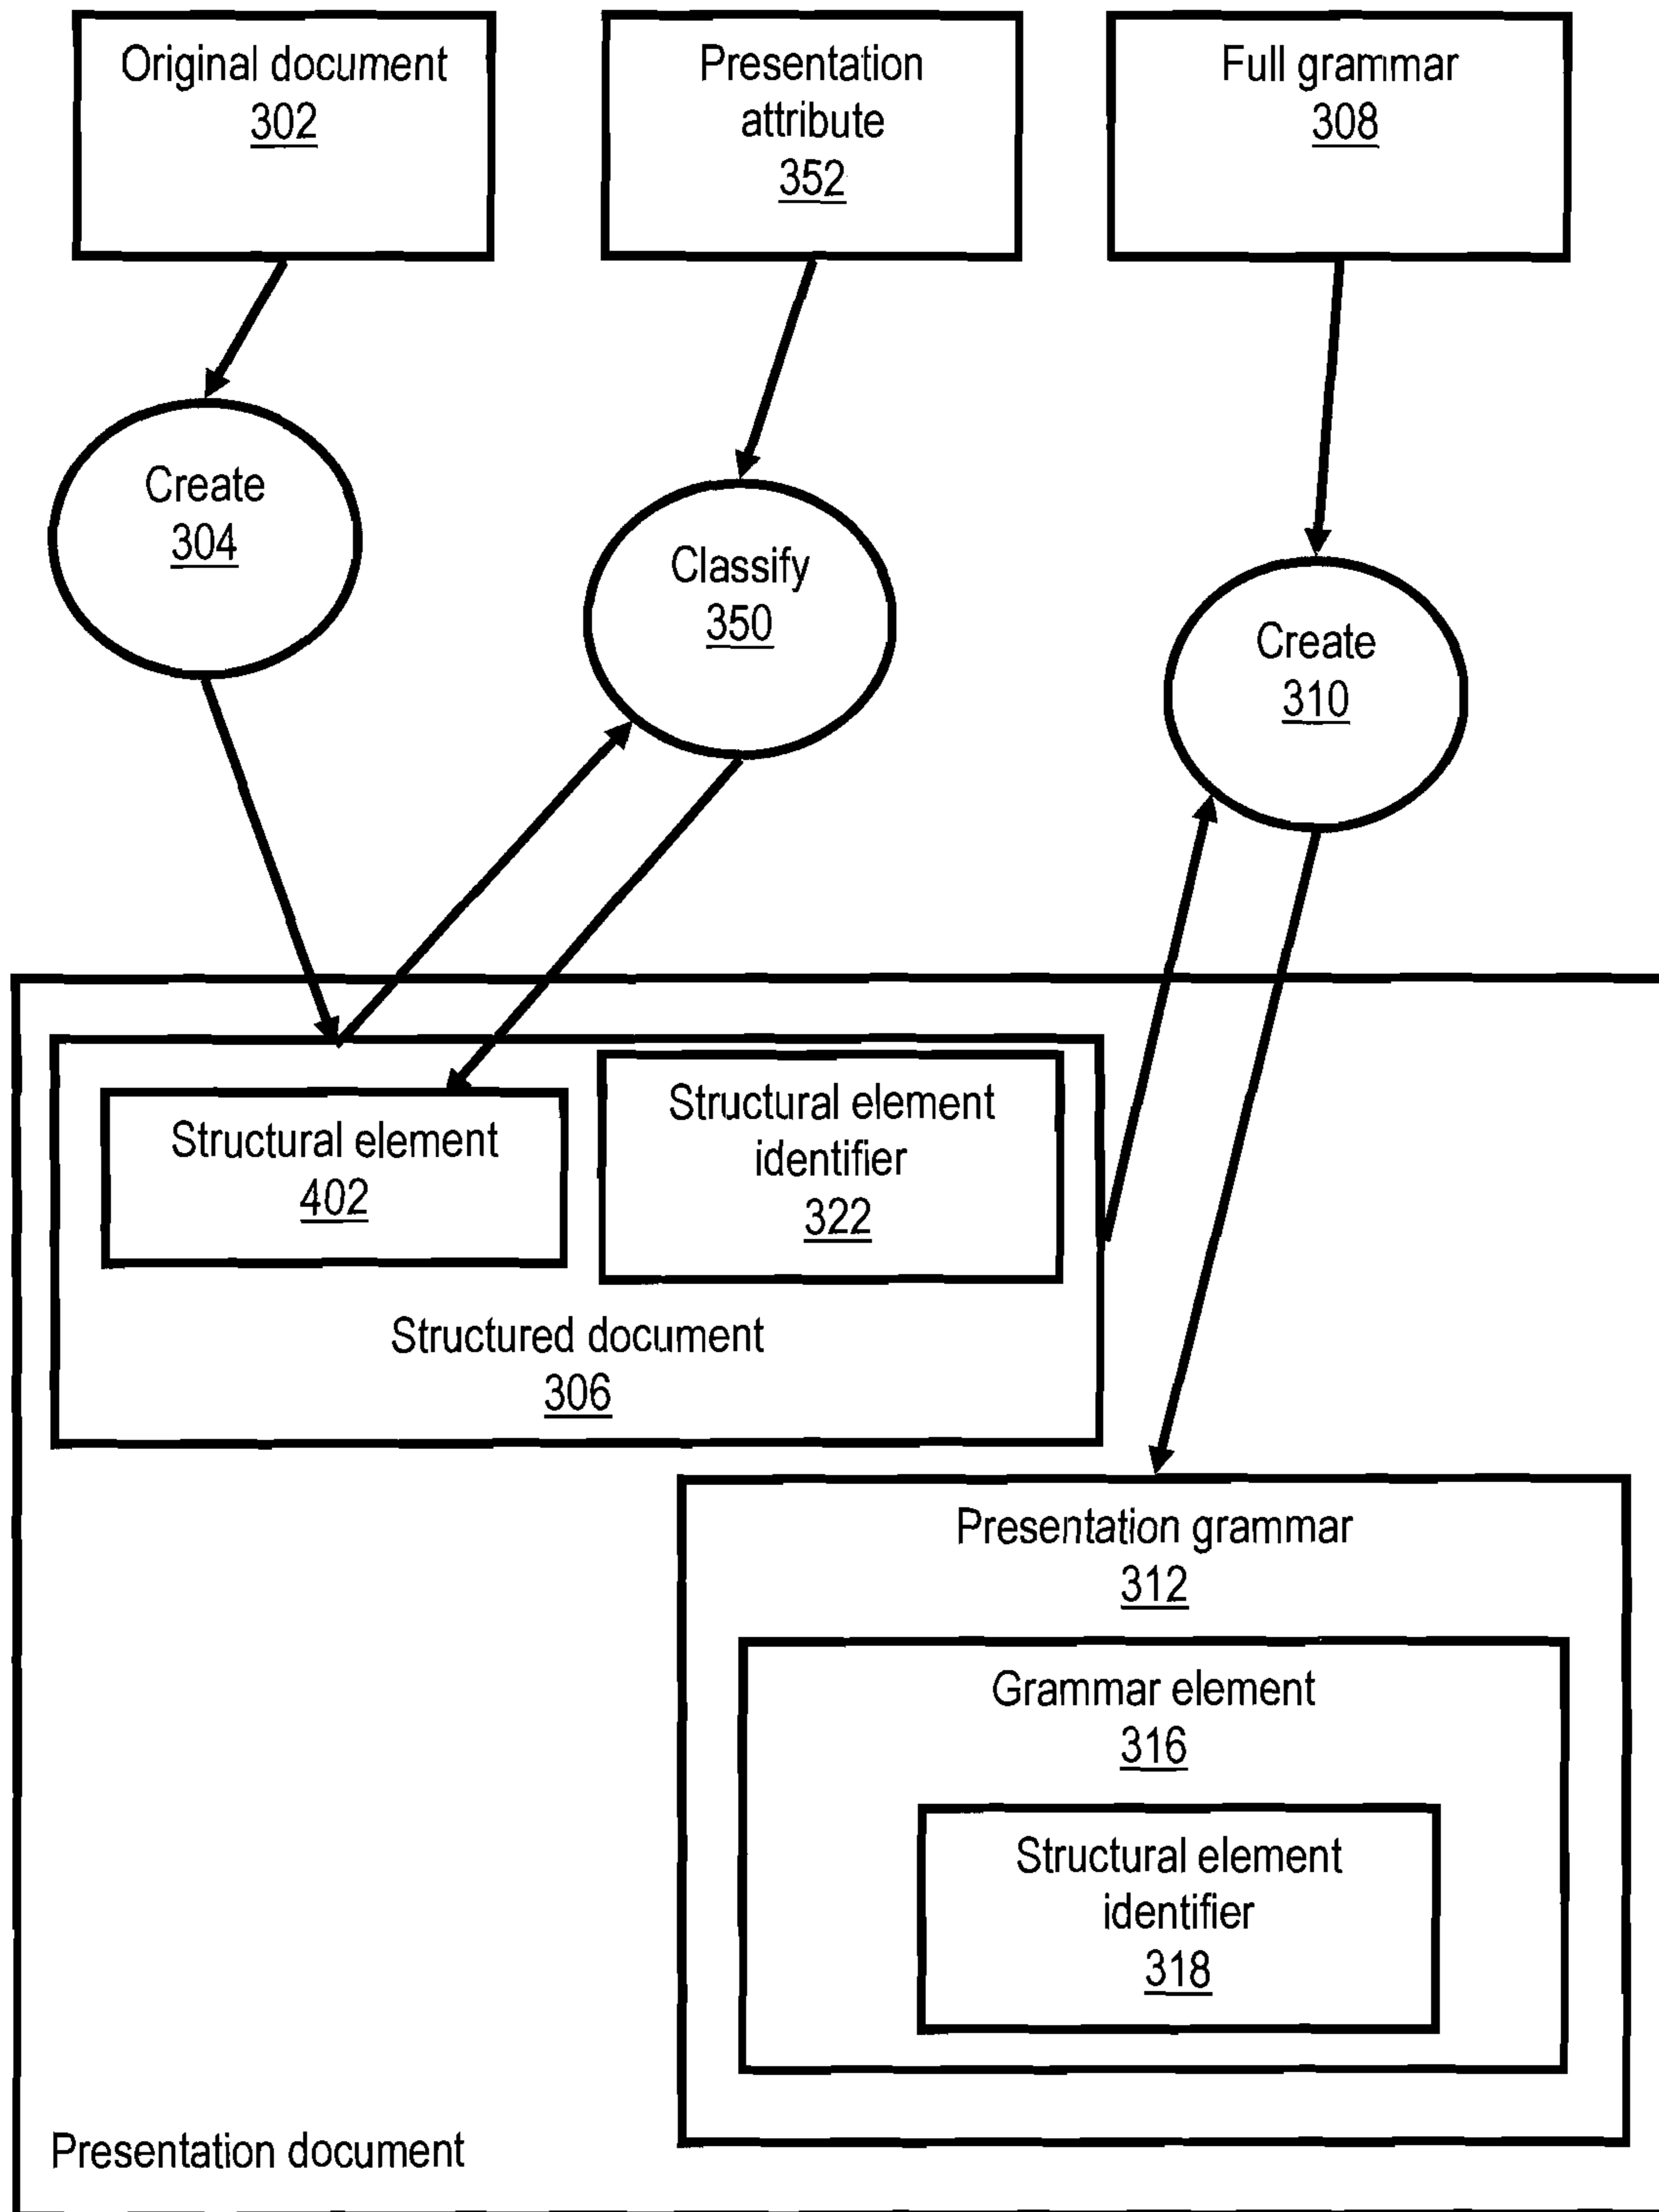 Original document
302
Presentation
attribute
352
Full grammar
308
Create
304
Classify
350
Create
310
Structural element
402
Structural element
identifier
322
Structured document
306
Presentation grammar
312
Grammar element
316
Structural element
identifier
318
Presentation document